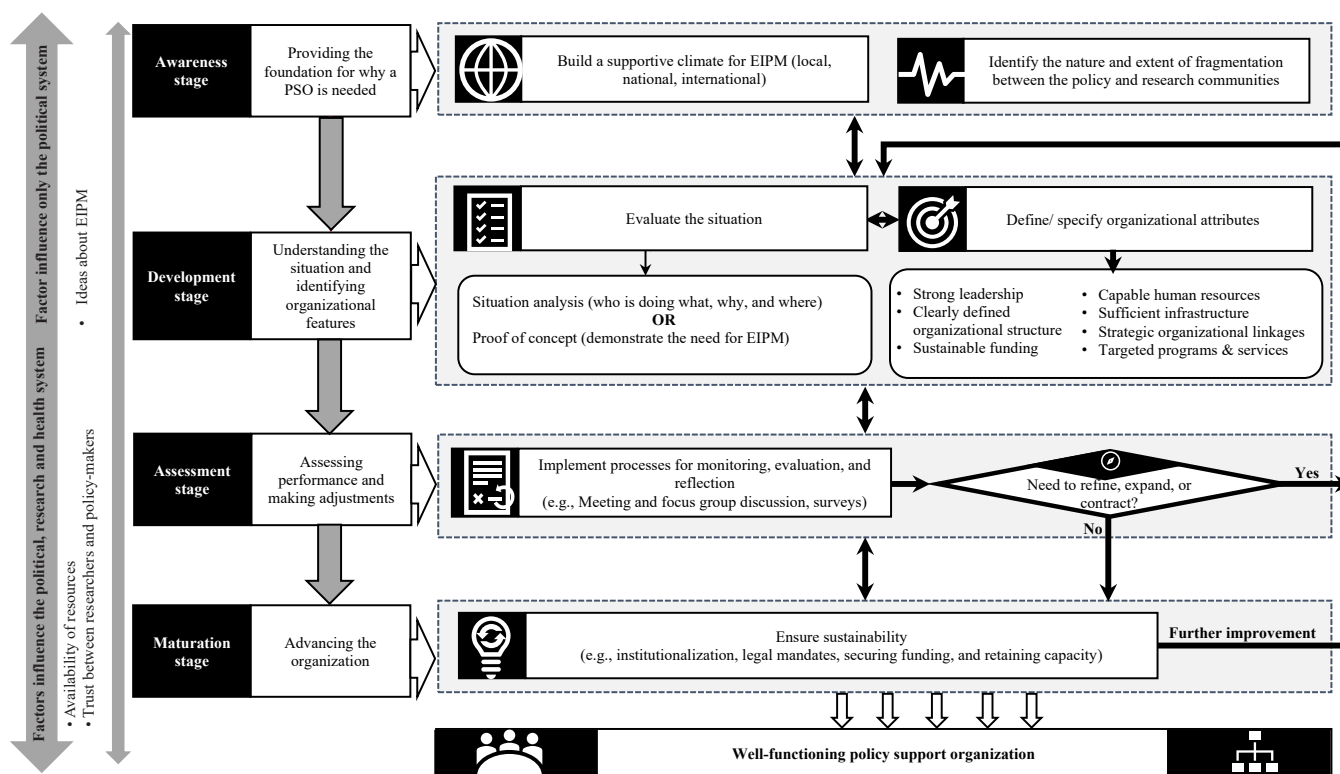 Factor influence only the political system
Factors influence the political, research and health system
• Ideas about EIPM
• Availability of resources
• Trust between researchers and policy-makers
Awareness
stage
Providing the
foundation for why a
PSO is needed
Build a supportive climate for EIPM (local,
national, international)
Identify the nature and extent of fragmentation
between the policy and research communities
Development
stage
Understanding the
situation and
identifying
organizational
features
Evaluate the situation
Define/ specify organizational attributes
Situation analysis (who is doing what, why, and where)
OR
Proof of concept (demonstrate the need for EIPM)
• Strong leadership
• Clearly defined
organizational structure
• Sustainable funding
• Capable human resources
• Sufficient infrastructure
• Strategic organizational linkages
• Targeted programs & services
Assessment
stage
Assessing
performance and
making adjustments
Implement processes for monitoring, evaluation, and
reflection
(e.g., Meeting and focus group discussion, surveys)
Need to refine, expand, or
contract?
Yes
No
Maturation
stage
Advancing the
organization
Ensure sustainability
(e.g., institutionalization, legal mandates, securing funding, and retaining capacity)
Further improvement
Well-functioning policy support organization